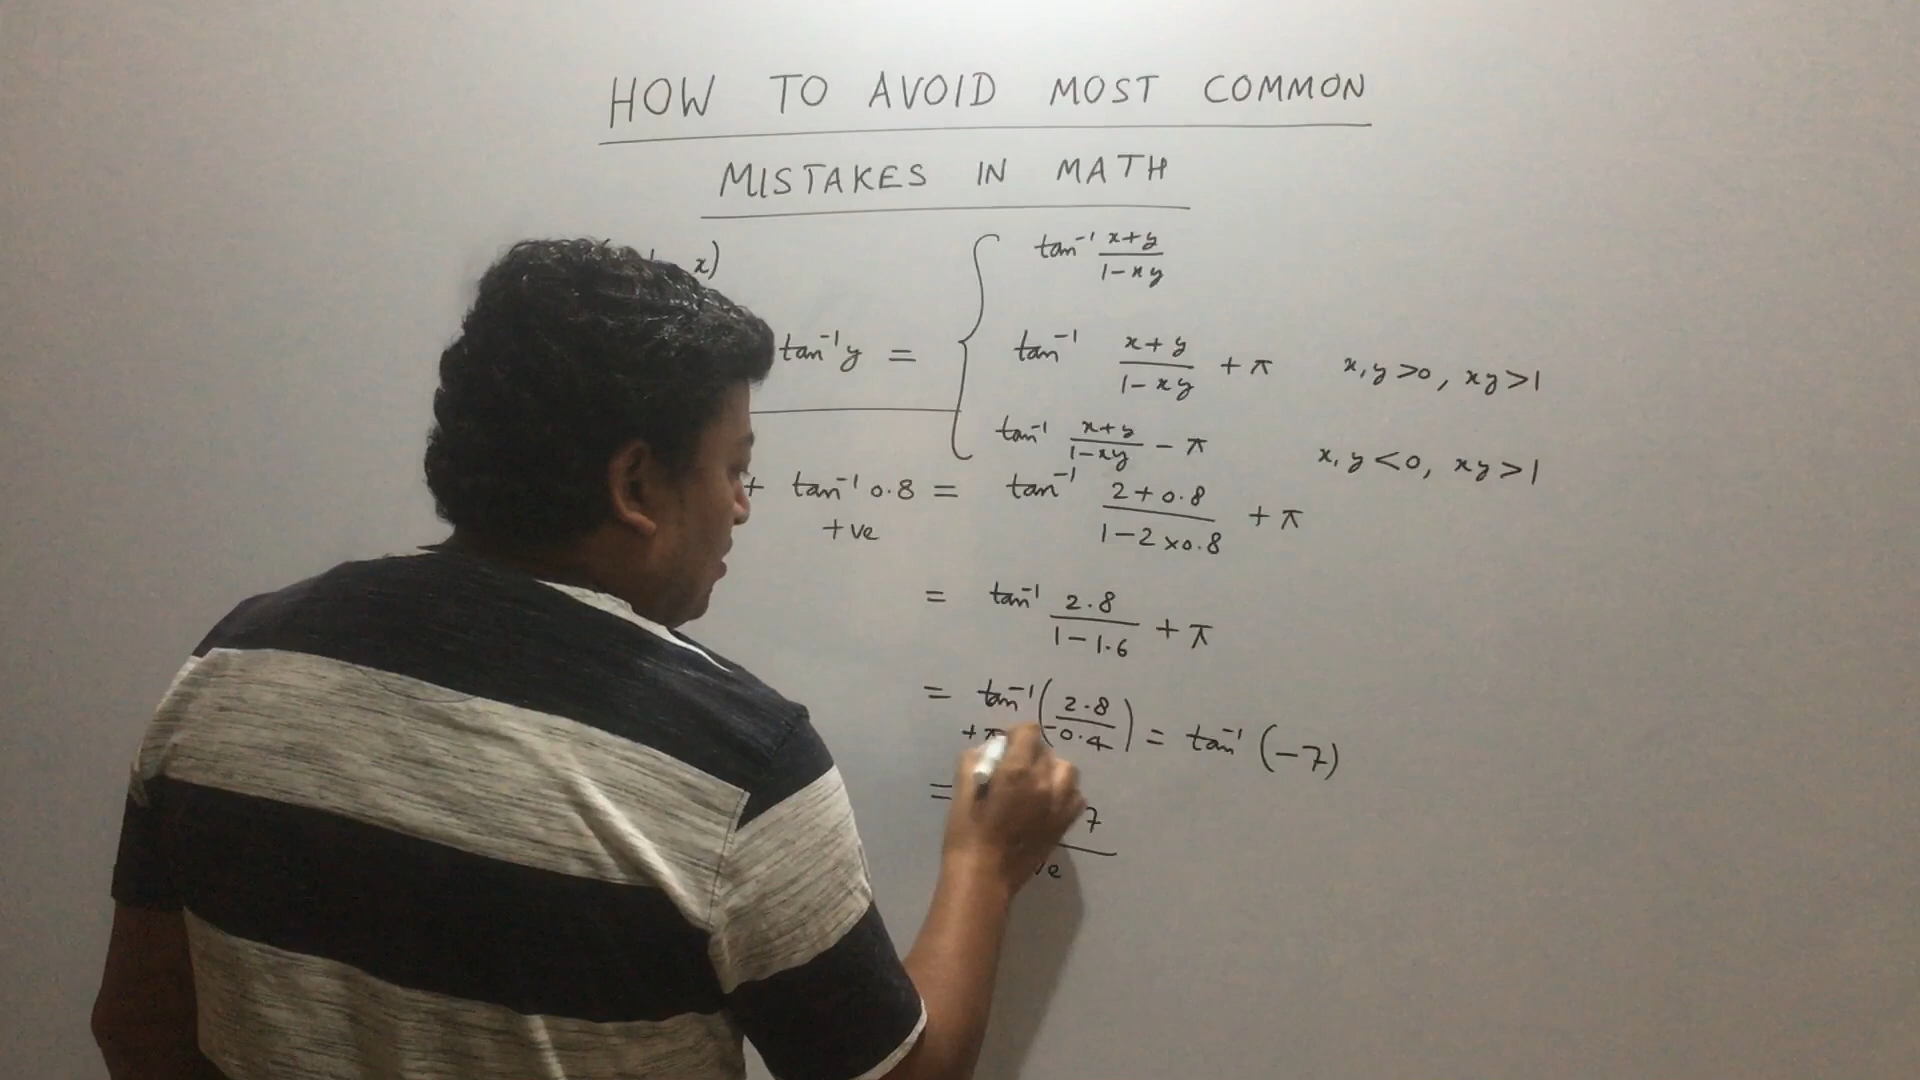 HOW TO AVOID MOST COMMON
MISTAKES IN MATH
x)
tan⁻¹ x+y / 1-xy
tan⁻¹y = { tan⁻¹ x+y / 1-xy + π x,y >0, xy >1
tan⁻¹ x+y / 1-xy - π x,y <0, xy >1
+ tan⁻¹ 0.8 = tan⁻¹ 2+0.8 / 1-2×0.8 + π
+ve
= tan⁻¹ 2.8 / 1-1.6 + π
= tan⁻¹ (2.8 / -0.4) = tan⁻¹ (-7)
+ π
= 7
ve